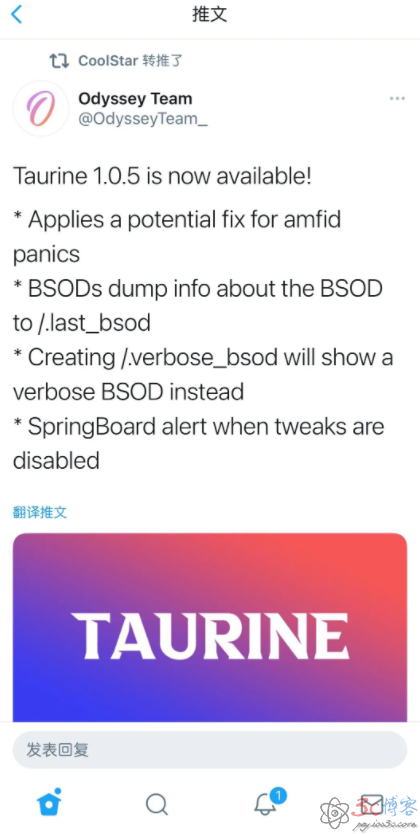 推文
CoolStar 转推了
Odyssey Team
@OdysseyTeam_
Taurine 1.0.5 is now available!
* Applies a potential fix for amfid
panics
* BSODs dump info about the BSOD
to /.last_bsod
* Creating /.verbose_bsod will show a
verbose BSOD instead
* SpringBoard alert when tweaks are
disabled
翻译推文
TAURINE
发表回复
1
博客